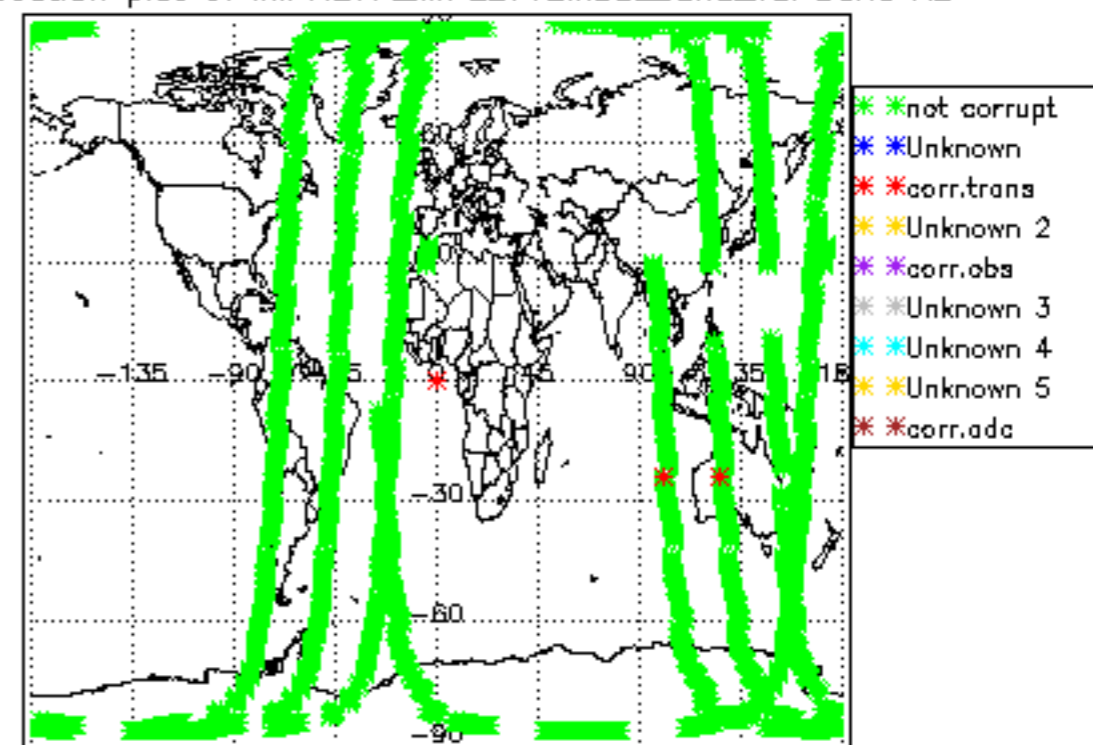 not corrupt
Unknown
corr.trans
Unknown 2
corr.obs
Unknown 3
Unknown 4
Unknown 5
corr.adc
60
-135 -90 45 90 135
-30
-60
-90